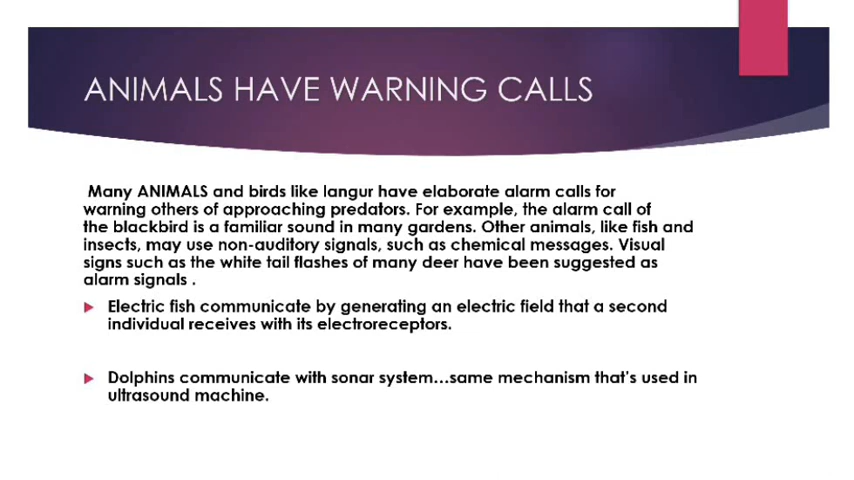 ANIMALS HAVE WARNING CALLS
Many ANIMALS and birds like langur have elaborate alarm calls for
warning others of approaching predators. For example, the alarm call of
the blackbird is a familiar sound in many gardens. Other animals, like fish and
insects, may use non-auditory signals, such as chemical messages. Visual
signs such as the white tail flashes of many deer have been suggested as
alarm signals .
Electric fish communicate by generating an electric field that a second
individual receives with its electroreceptors.
Dolphins communicate with sonar system…same mechanism that's used in
ultrasound machine.